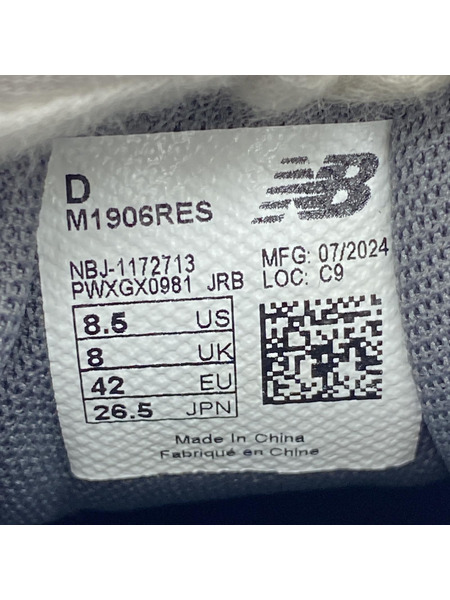 D
M1906RES
NB
NBJ-1172713
PWXGX0981 JRB
MFG: 07/2024
LOC: C9
8.5 US
8 UK
42 EU
26.5 JPN
Made In China
Fabriqué en Chine